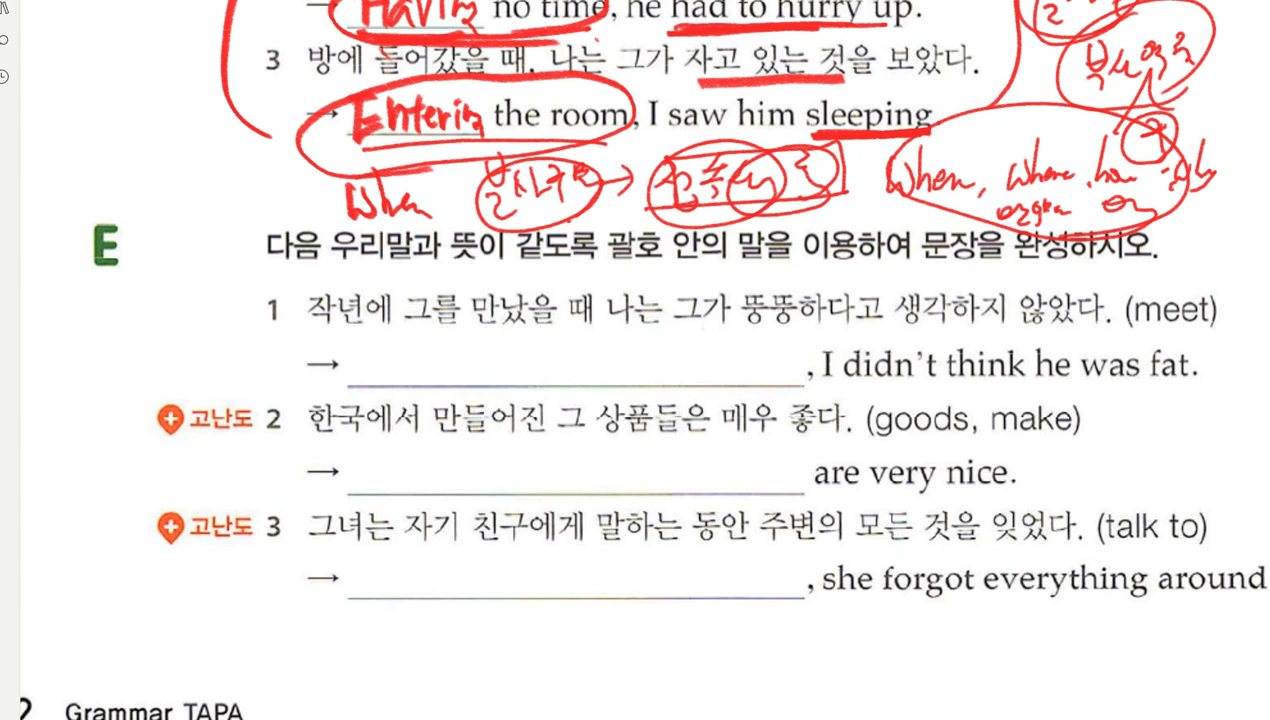 → Having no time, he had to hurry up.
3 방에 들어갔을 때, 나는 그가 자고 있는 것을 보았다.
→ Entering the room, I saw him sleeping
When 분사구문 → 접속사 when, where, how
E 다음 우리말과 뜻이 같도록 괄호 안의 말을 이용하여 문장을 완성하시오.
1 작년에 그를 만났을 때 나는 그가 뚱뚱하다고 생각하지 않았다. (meet)
→ , I didn't think he was fat.
고난도 2 한국에서 만들어진 그 상품들은 매우 좋다. (goods, make)
→ are very nice.
고난도 3 그녀는 자기 친구에게 말하는 동안 주변의 모든 것을 잊었다. (talk to)
→ , she forgot everything around
2 Grammar TAPA